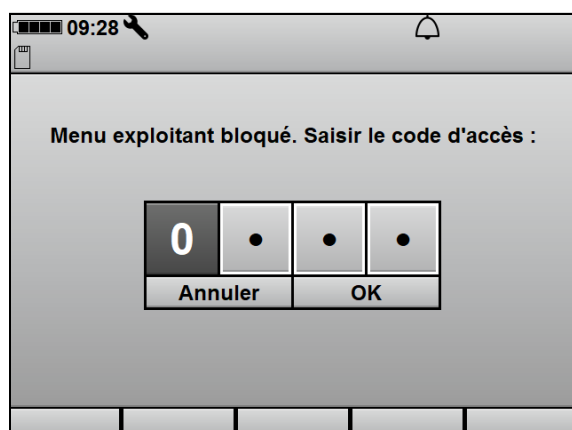 09:28
Menu exploitant bloqué. Saisir le code d'accès :
0 • • •
Annuler OK